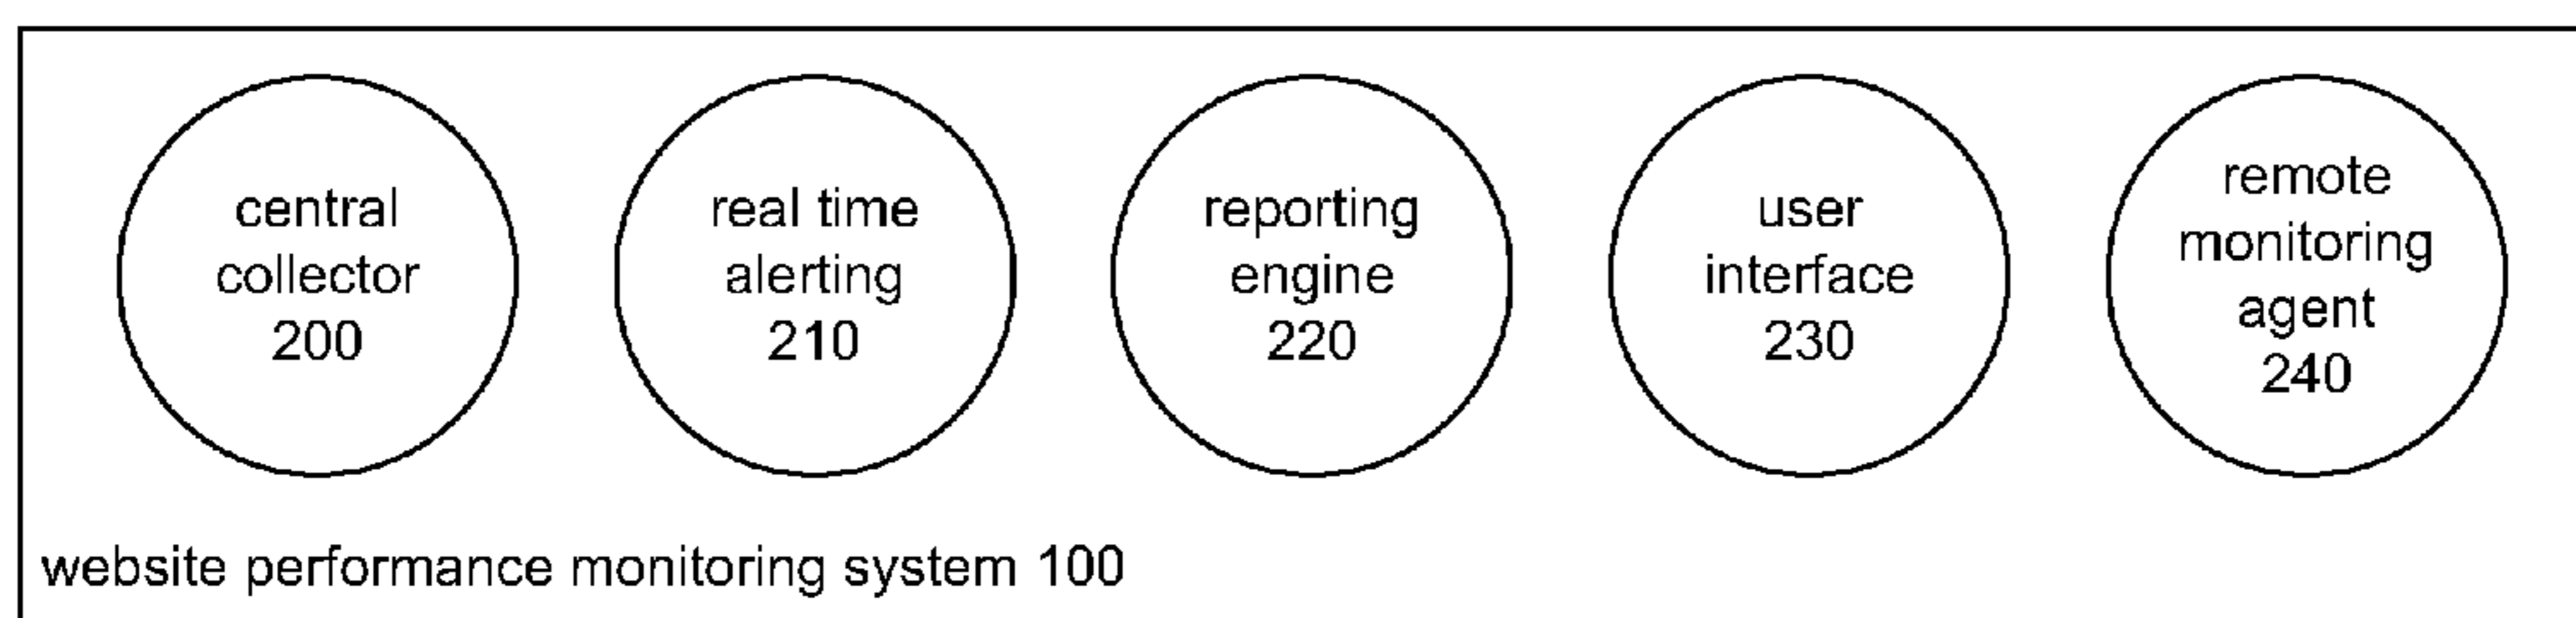 central
collector
200
real time
alerting
210
reporting
engine
220
user
interface
230
remote
monitoring
agent
240
website performance monitoring system 100